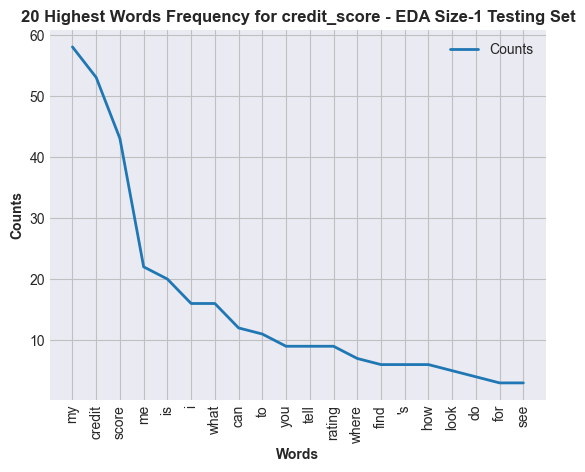 20 Highest Words Frequency for credit_score - EDA Size-1 Testing Set
Counts
60
50
40
30
20
10
Counts
my
credit
score
me
is
i
what
can
to
you
tell
rating
where
find
's
how
look
do
for
see
Words